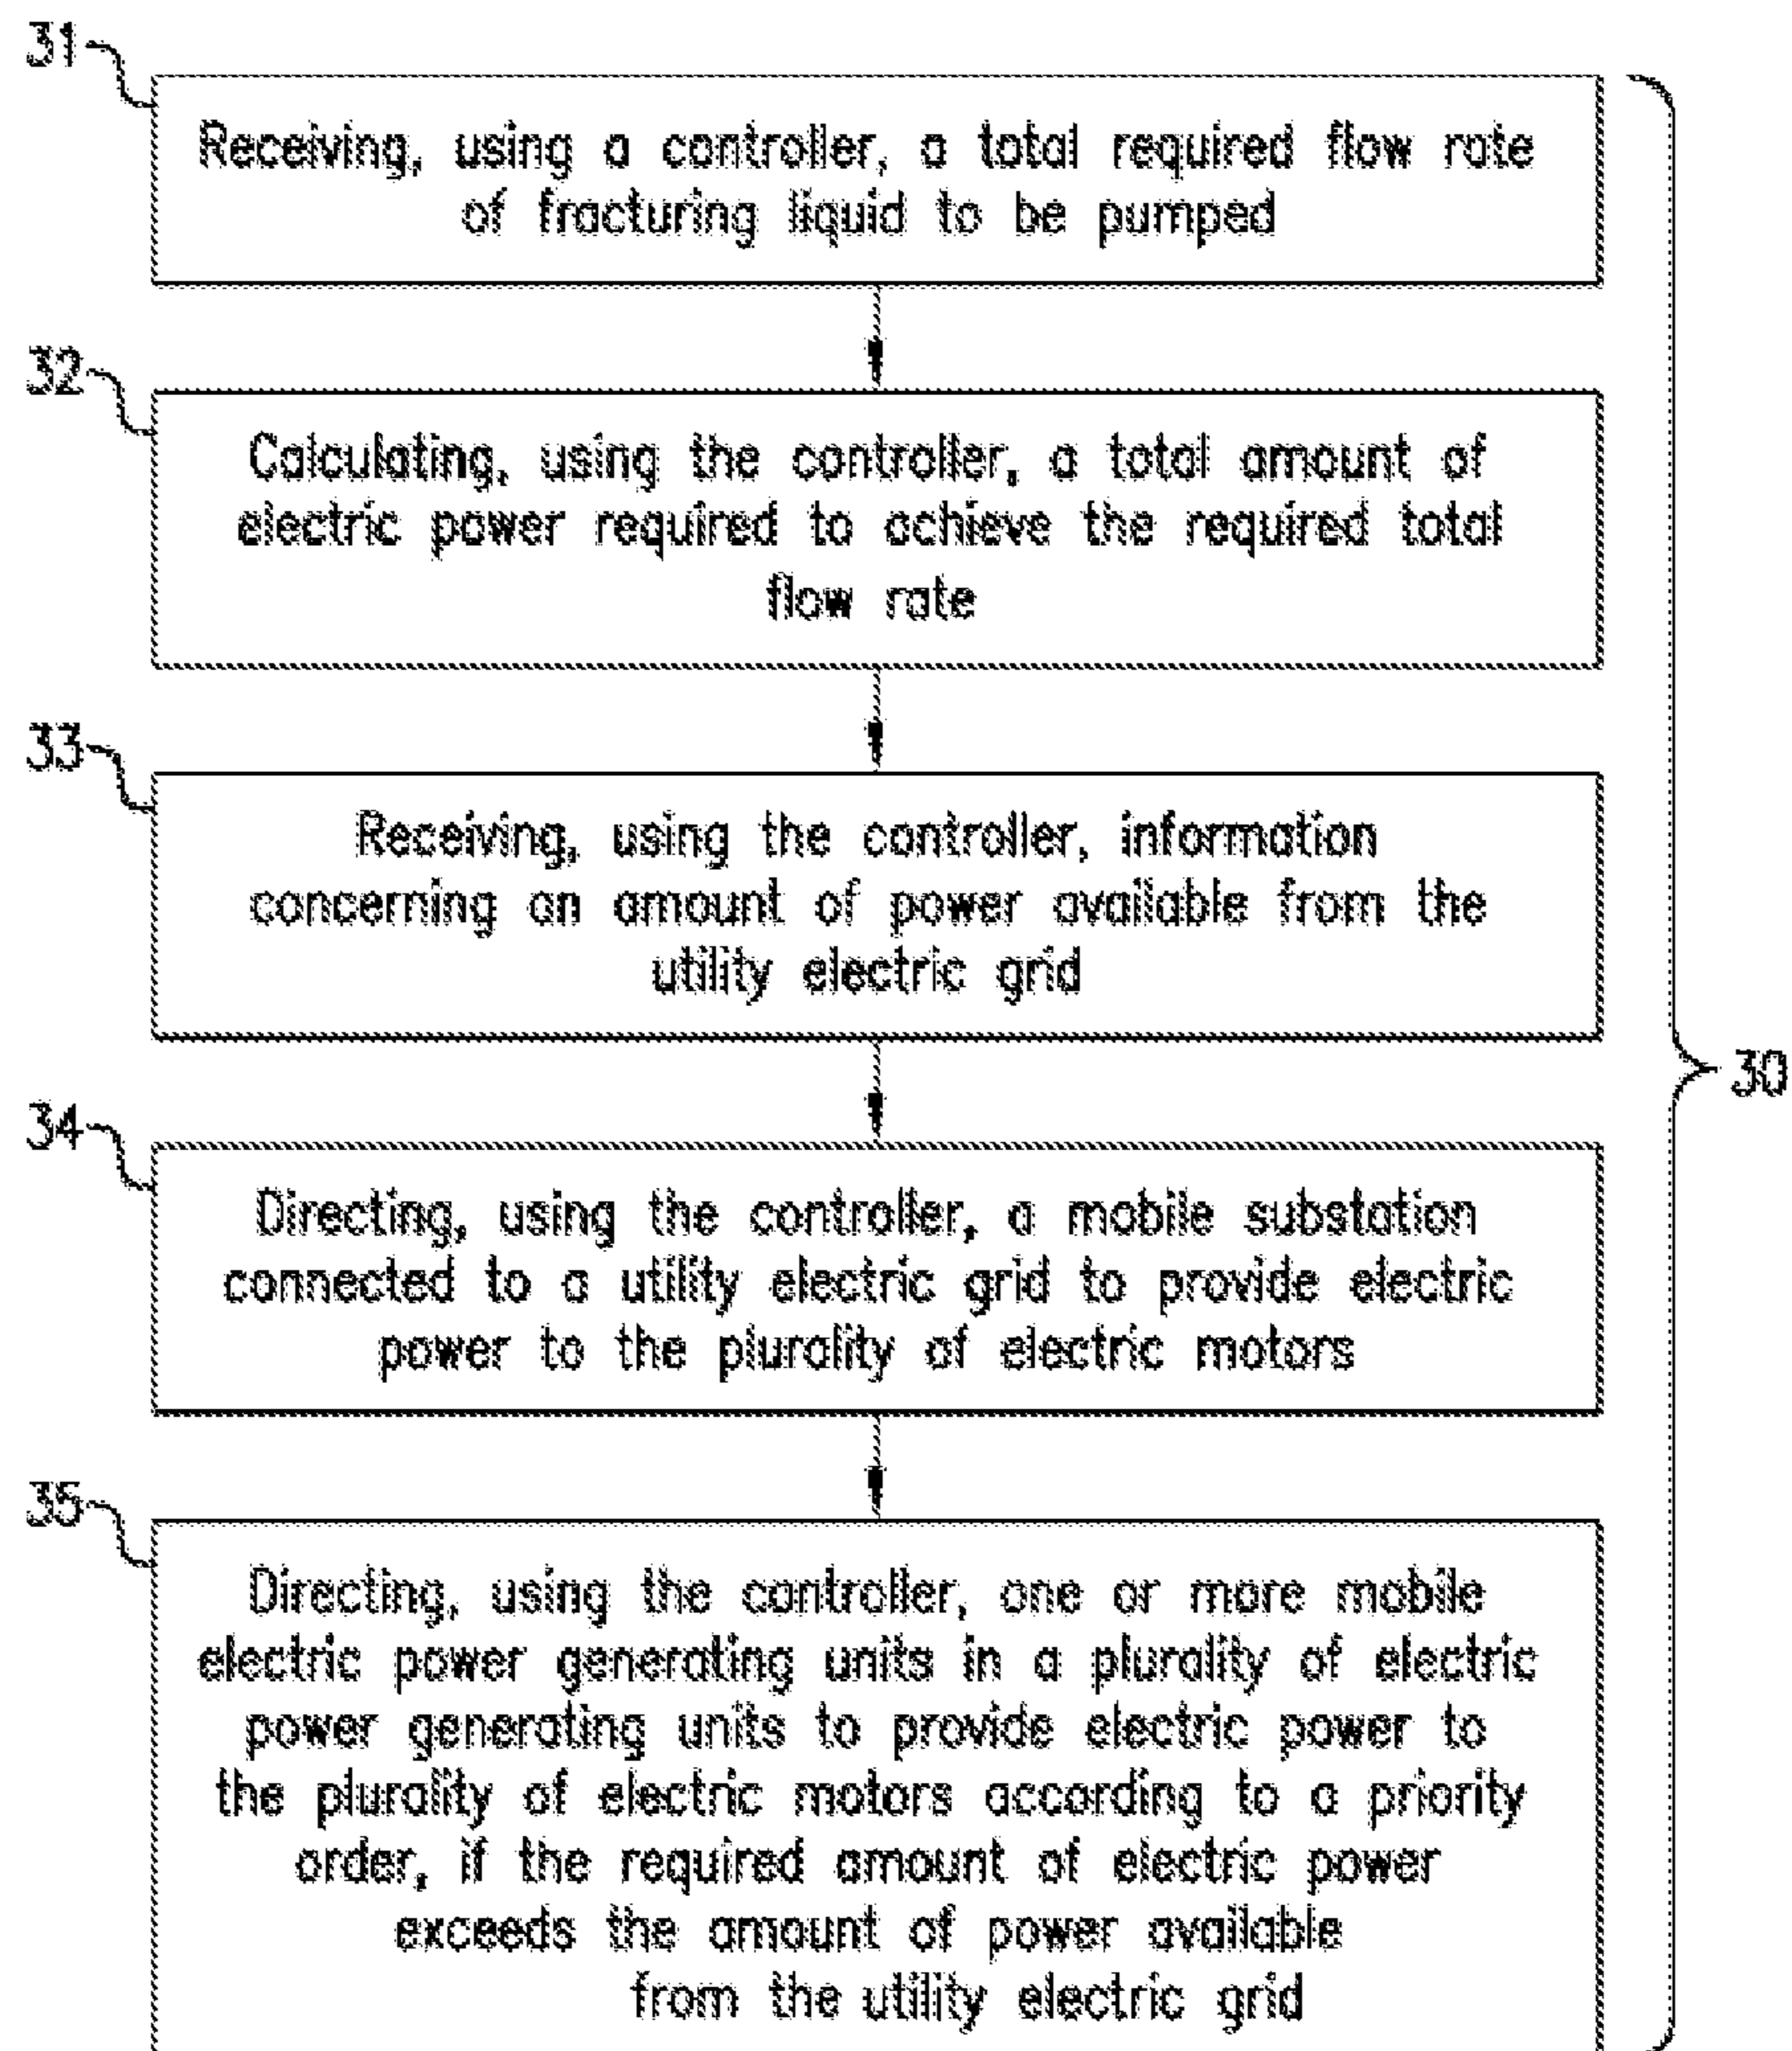 31
Receiving, using a controller, a total required flow rate
of fracturing liquid to be pumped
32
Calculating, using the controller, a total amount of
electric power required to achieve the required total
flow rate
33
Receiving, using the controller, information
concerning an amount of power available from the
utility electric grid
30
34
Directing, using the controller, a mobile substation
connected to a utility electric grid to provide electric
power to the plurality of electric motors
35
Directing, using the controller, one or more mobile
electric power generating units in a plurality of electric
power generating units to provide electric power to
the plurality of electric motors according to a priority
order, if the required amount of electric power
exceeds the amount of power available
from the utility electric grid